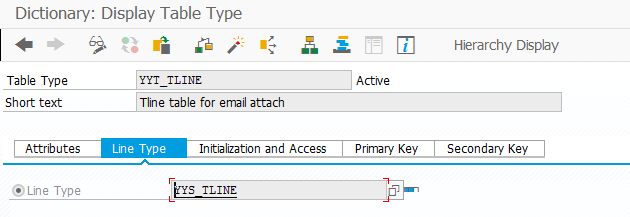 Dictionary: Display Table Type
Hierarchy Display
Table Type YYT_TLINE Active
Short text Tline table for email attach
Attributes Line Type Initialization and Access Primary Key Secondary Key
Line Type YYS_TLINE